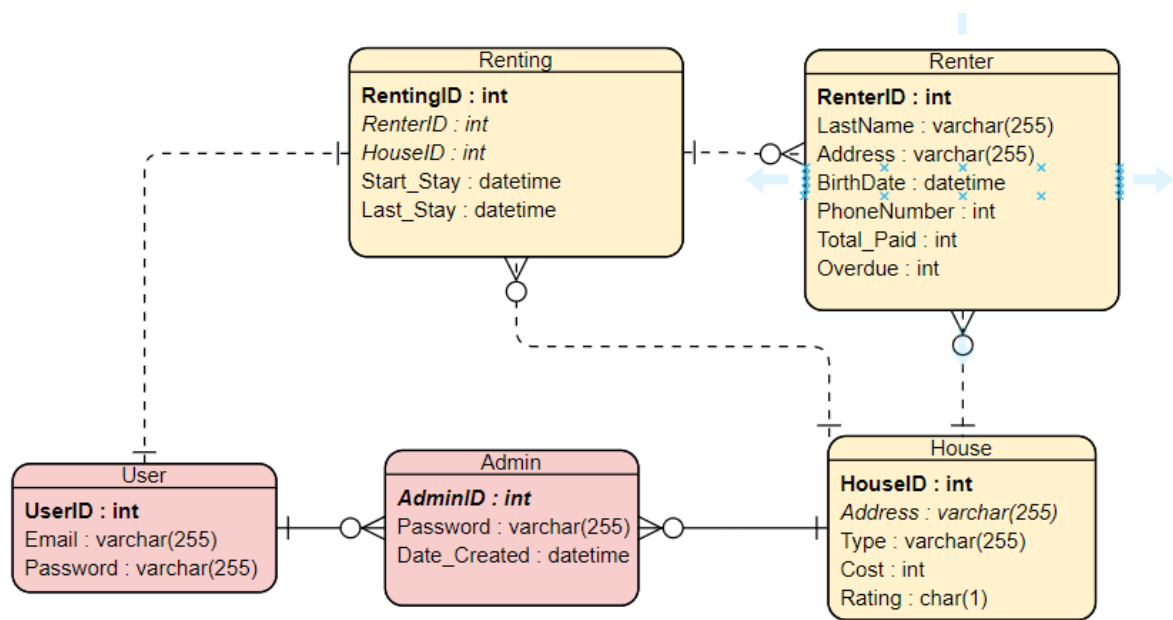 Renting
RentingID : int
RenterID : int
HouseID : int
Start_Stay : datetime
Last_Stay : datetime
Renter
RenterID : int
LastName : varchar(255)
Address : varchar(255)
BirthDate : datetime
PhoneNumber : int
Total_Paid : int
Overdue : int
User
UserID : int
Email : varchar(255)
Password : varchar(255)
Admin
AdminID : int
Password : varchar(255)
Date_Created : datetime
House
HouseID : int
Address : varchar(255)
Type : varchar(255)
Cost : int
Rating : char(1)